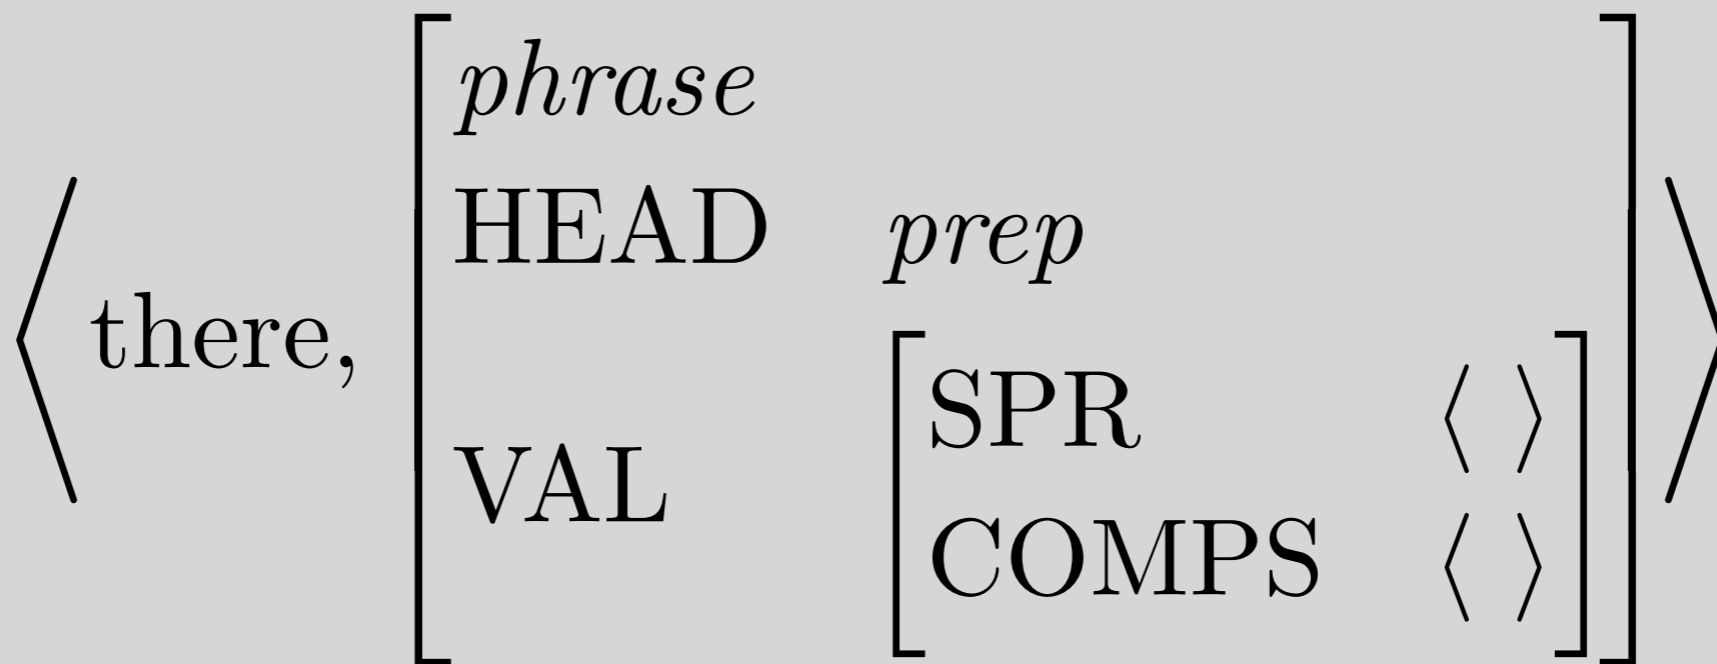 phrase
HEAD prep
⟨ there,
SPR ⟨ ⟩
VAL
COMPS ⟨ ⟩ ⟩